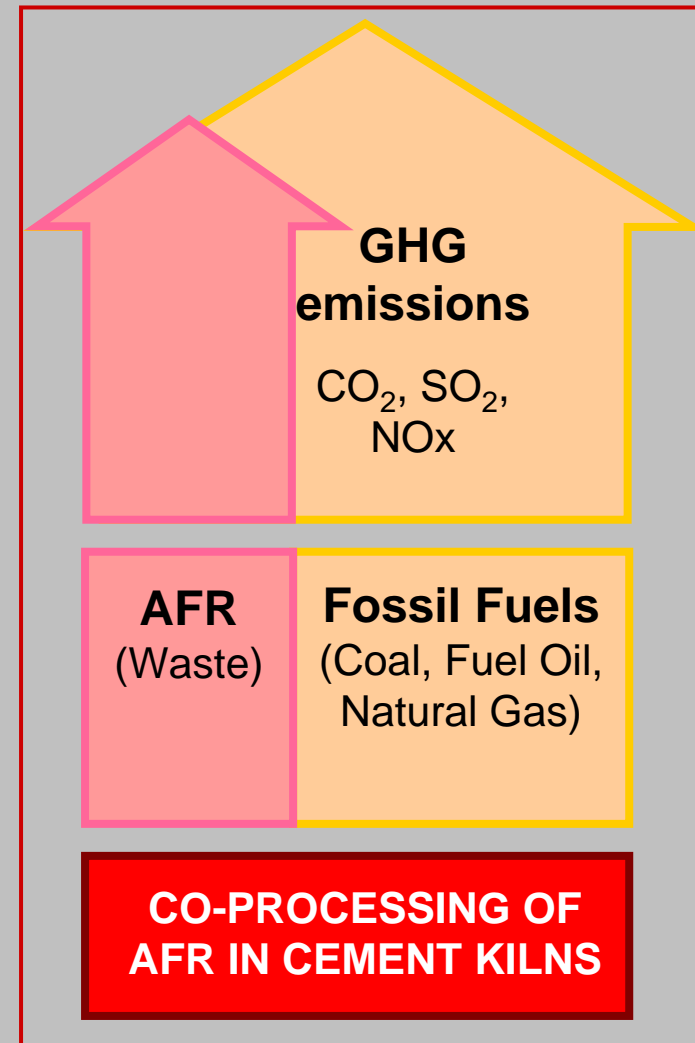 GHG
emissions
CO₂, SO₂,
NOx
AFR
(Waste)
Fossil Fuels
(Coal, Fuel Oil,
Natural Gas)
CO-PROCESSING OF
AFR IN CEMENT KILNS